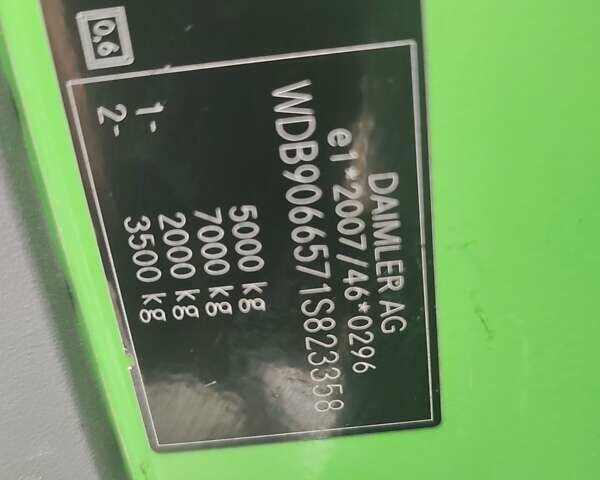 DAIMLER AG
e1*2007/46*0296
WDB9066571S823358
5000 kg
7000 kg
1- 2000 kg
2- 3500 kg
0,6